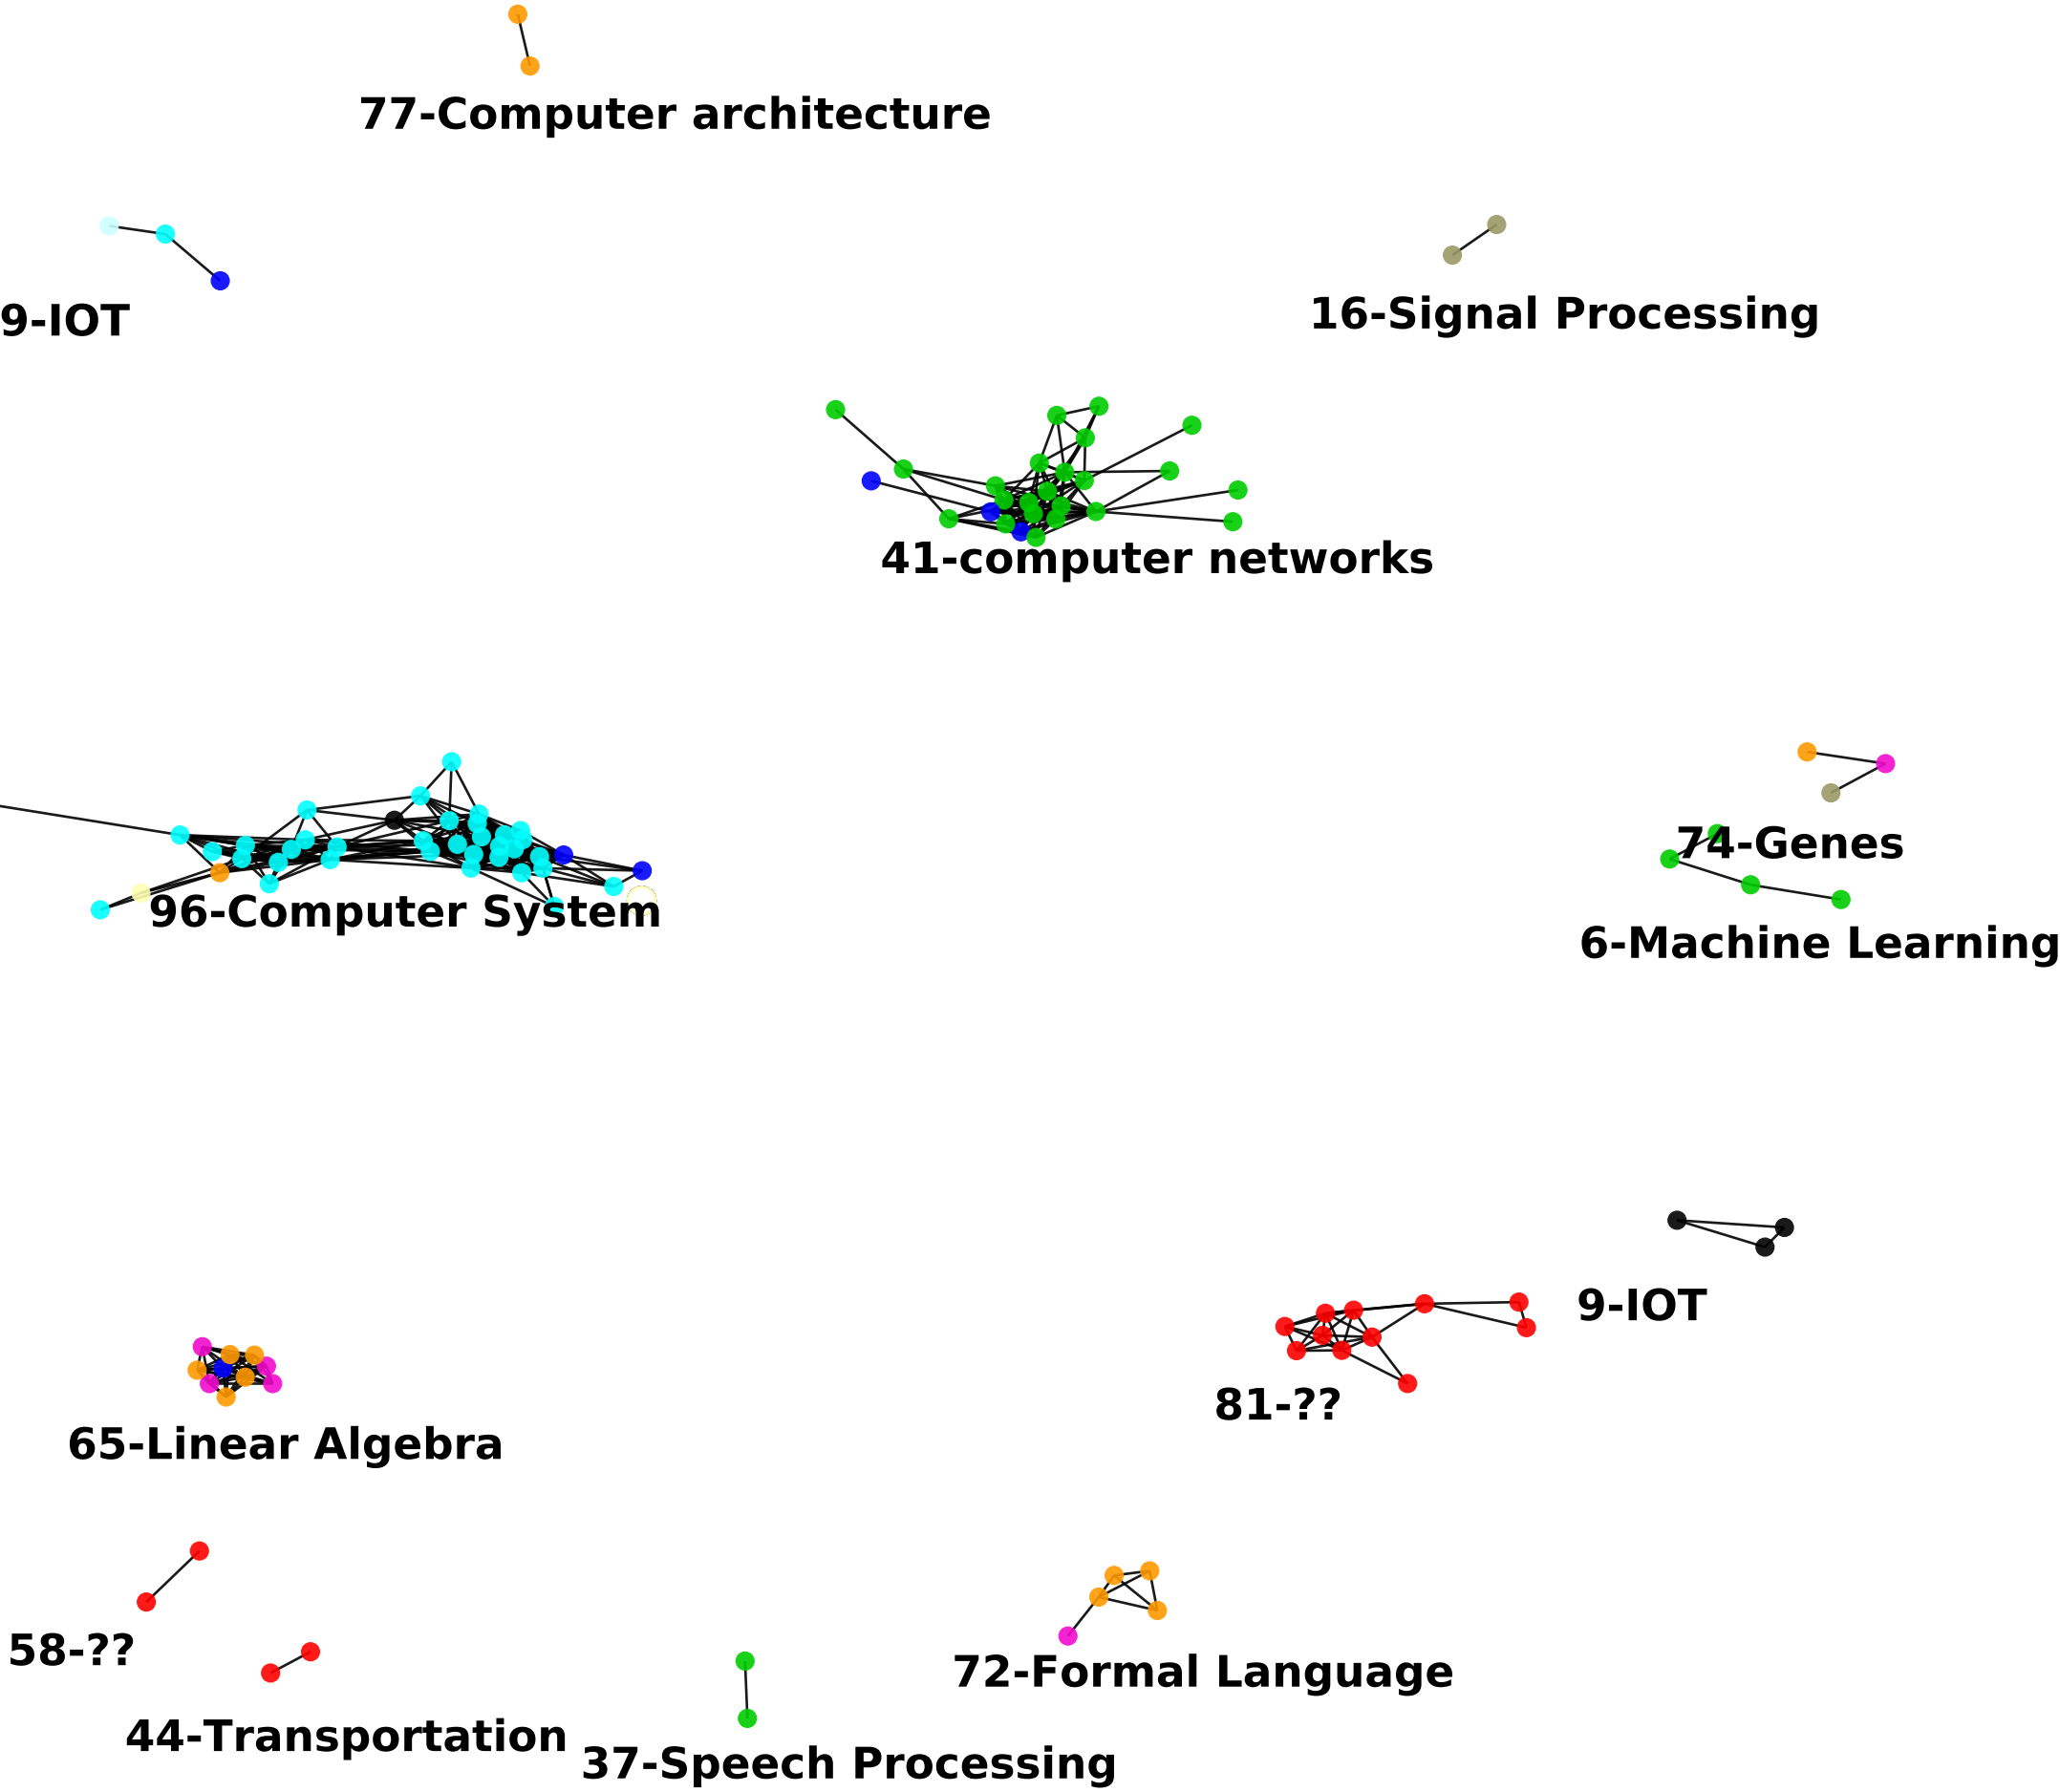 77-Computer architecture
9-IOT
16-Signal Processing
41-computer networks
74-Genes
96-Computer System
6-Machine Learning
9-IOT
81-??
65-Linear Algebra
58-??
72-Formal Language
44-Transportation
37-Speech Processing